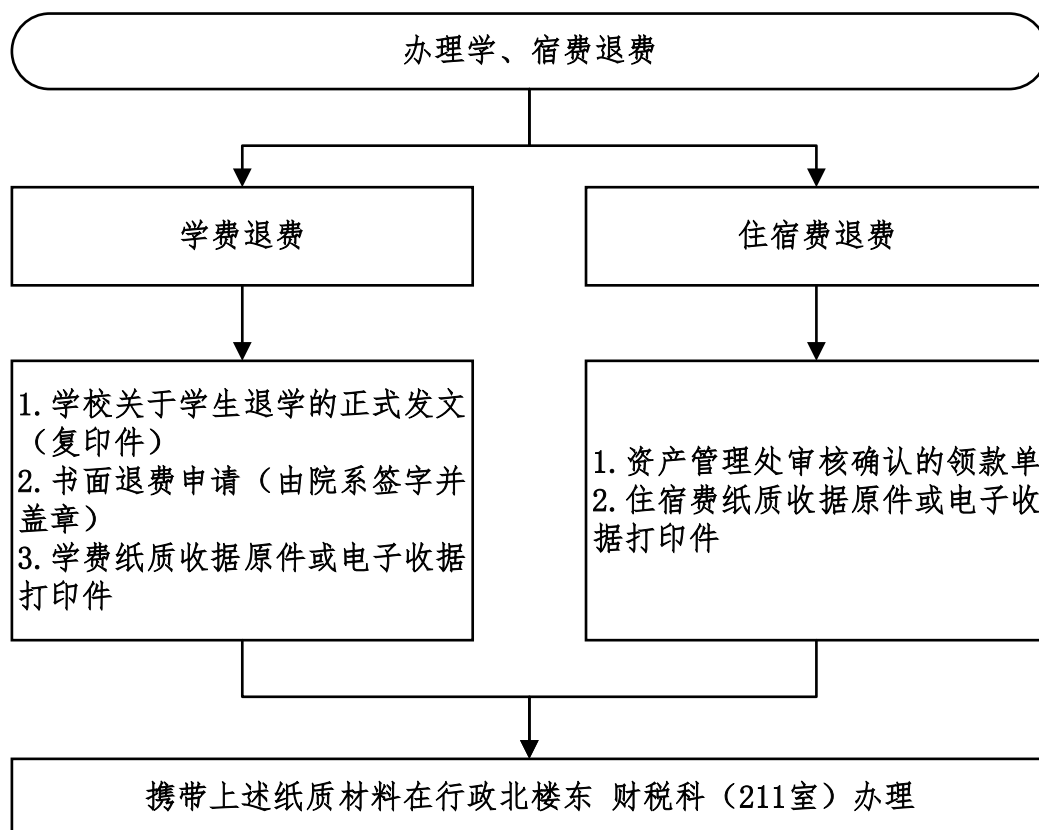 办理学、宿费退费
学费退费
住宿费退费
1.学校关于学生退学的正式发文
（复印件）
2.书面退费申请（由院系签字并
盖章）
3.学费纸质收据原件或电子收据
打印件
1.资产管理处审核确认的领款单
2.住宿费纸质收据原件或电子收
据打印件
携带上述纸质材料在行政北楼东 财税科（211室）办理